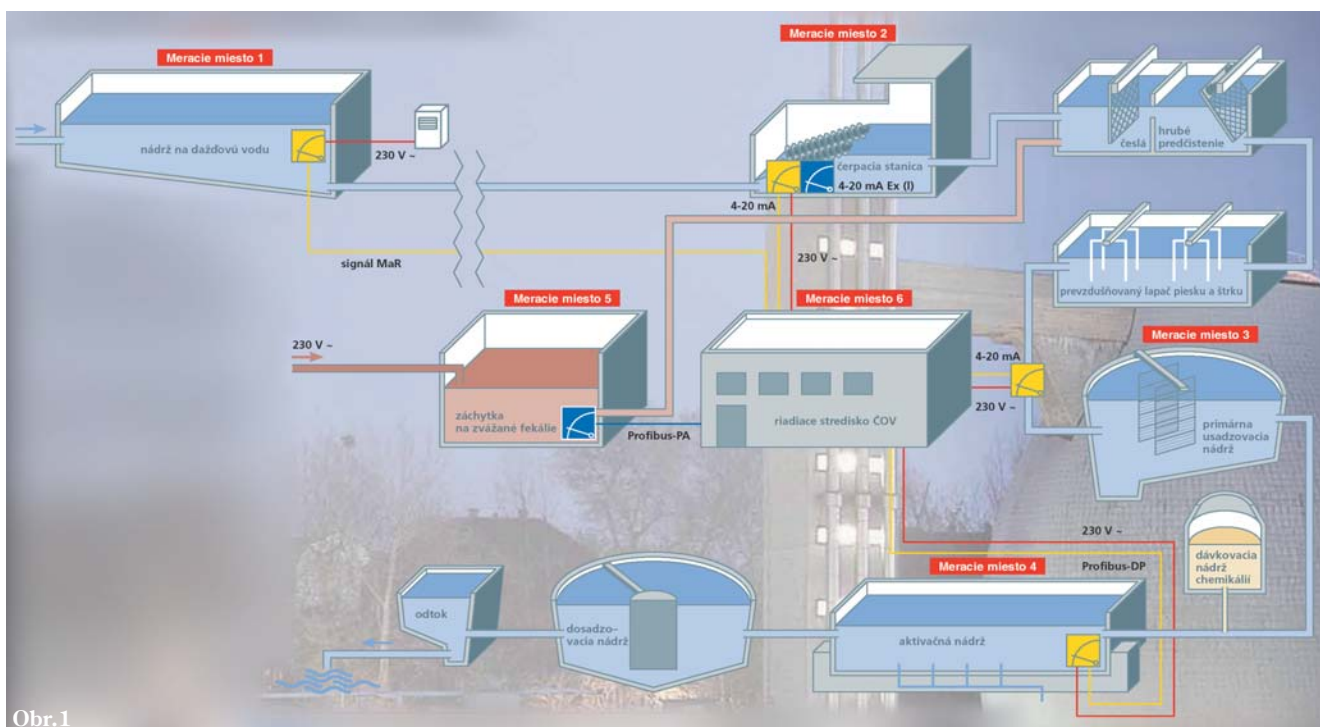 Meracie miesto 1
nádrž na dažďovú vodu
230 V ~
signál MaR
Meracie miesto 2
čerpacia stanica
4-20 mA Ex (I)
4-20 mA
230 V ~
česlá
hrubé
predčistenie
prevzdušňovaný lapač piesku a štrku
Meracie miesto 5
230 V ~
záchytka
na zvážané fekálie
Profibus-PA
Meracie miesto 6
riadiace stredisko ČOV
4-20 mA
230 V ~
Meracie miesto 3
primárna
usadzovacia
nádrž
230 V ~
Profibus-DP
dávkovacia
nádrž
chemikálií
Meracie miesto 4
aktivačná nádrž
dosadzo-
vacia nádrž
odtok
Obr.1